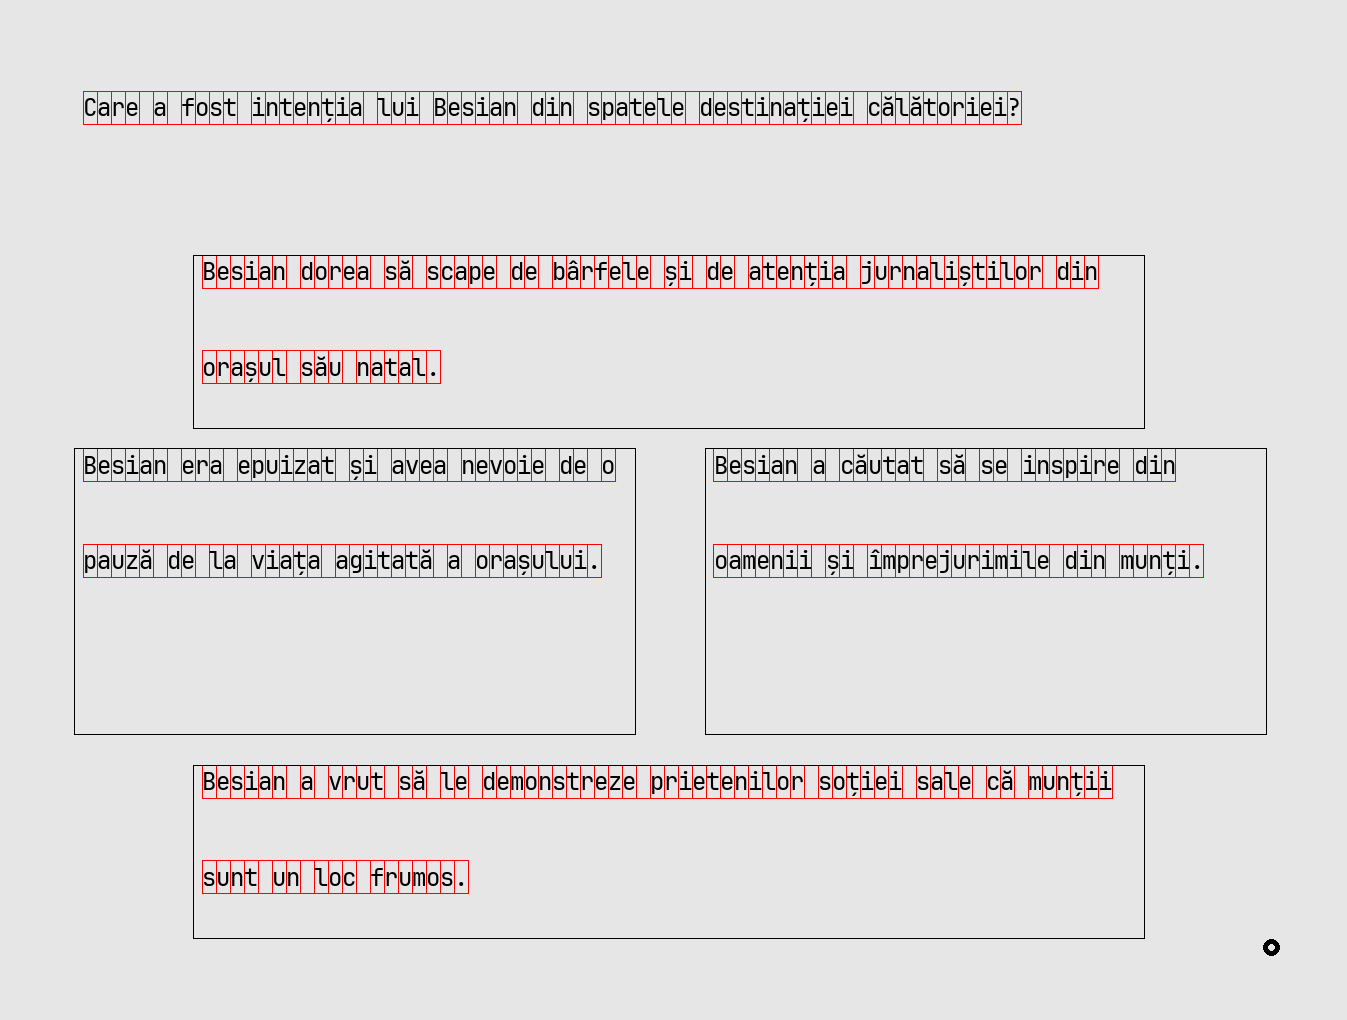 Care a fost intenția lui Besian din spatele destinației călătoriei?
Besian dorea să scape de bârfele și de atenția jurnaliștilor din
orașul său natal.
Besian era epuizat și avea nevoie de o
pauză de la viața agitată a orașului.
Besian a căutat să se inspire din
oamenii și împrejurimile din munți.
Besian a vrut să le demonstreze prietenilor soției sale că munții
sunt un loc frumos.